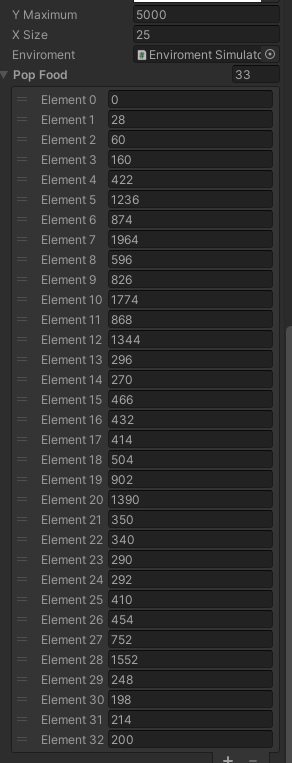 Y Maximum 5000
X Size 25
Enviroment Enviroment Simulato
Pop Food 33
Element 0 0
Element 1 28
Element 2 60
Element 3 160
Element 4 422
Element 5 1236
Element 6 874
Element 7 1964
Element 8 596
Element 9 826
Element 10 1774
Element 11 868
Element 12 1344
Element 13 296
Element 14 270
Element 15 466
Element 16 432
Element 17 414
Element 18 504
Element 19 902
Element 20 1390
Element 21 350
Element 22 340
Element 23 290
Element 24 292
Element 25 410
Element 26 454
Element 27 752
Element 28 1552
Element 29 248
Element 30 198
Element 31 214
Element 32 200